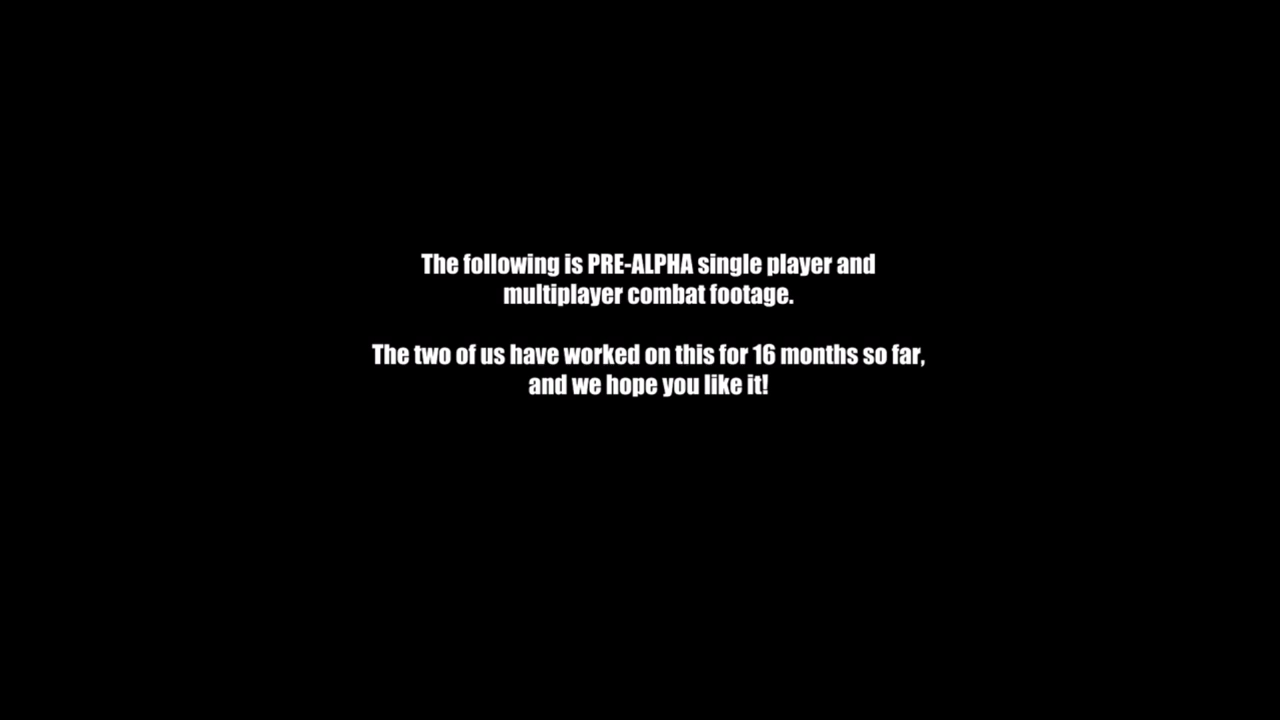 The following is PRE-ALPHA single player and
multiplayer combat footage.
The two of us have worked on this for 16 months so far,
and we hope you like it!